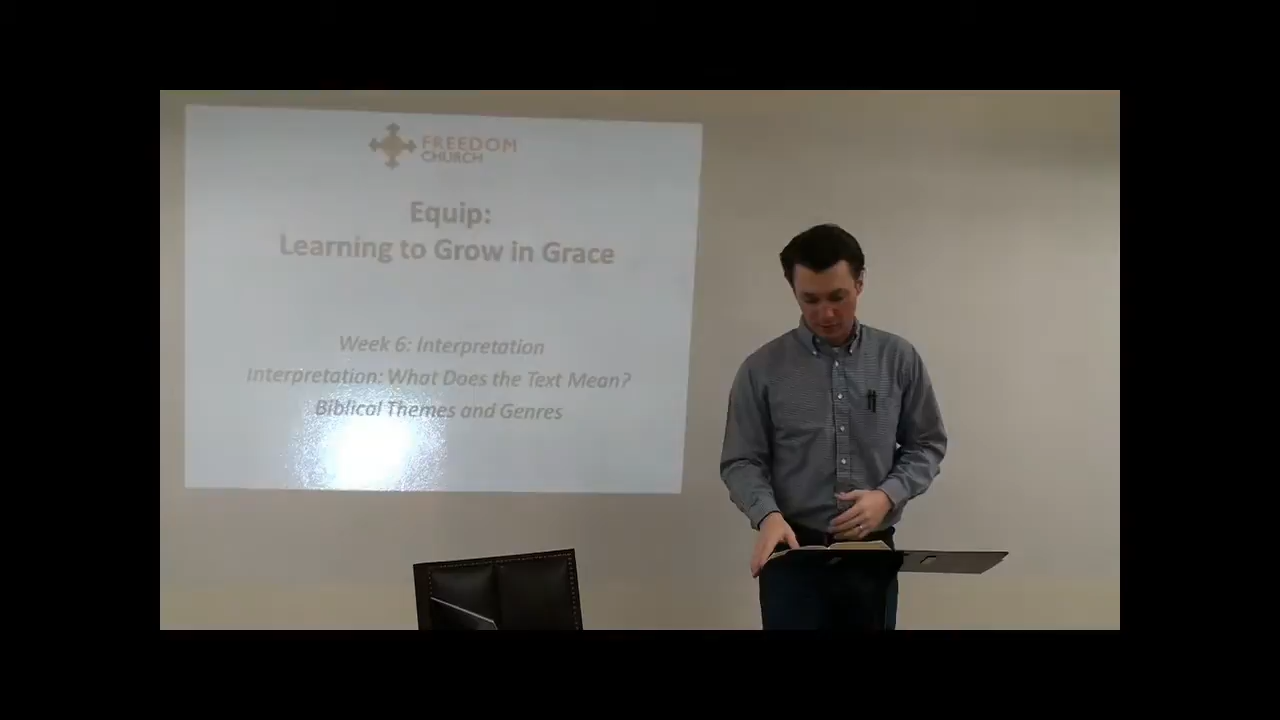 FREEDOM
CHURCH
Equip:
Learning to Grow in Grace
Week 6: Interpretation
Interpretation: What Does the Text Mean?
Biblical Themes and Genres